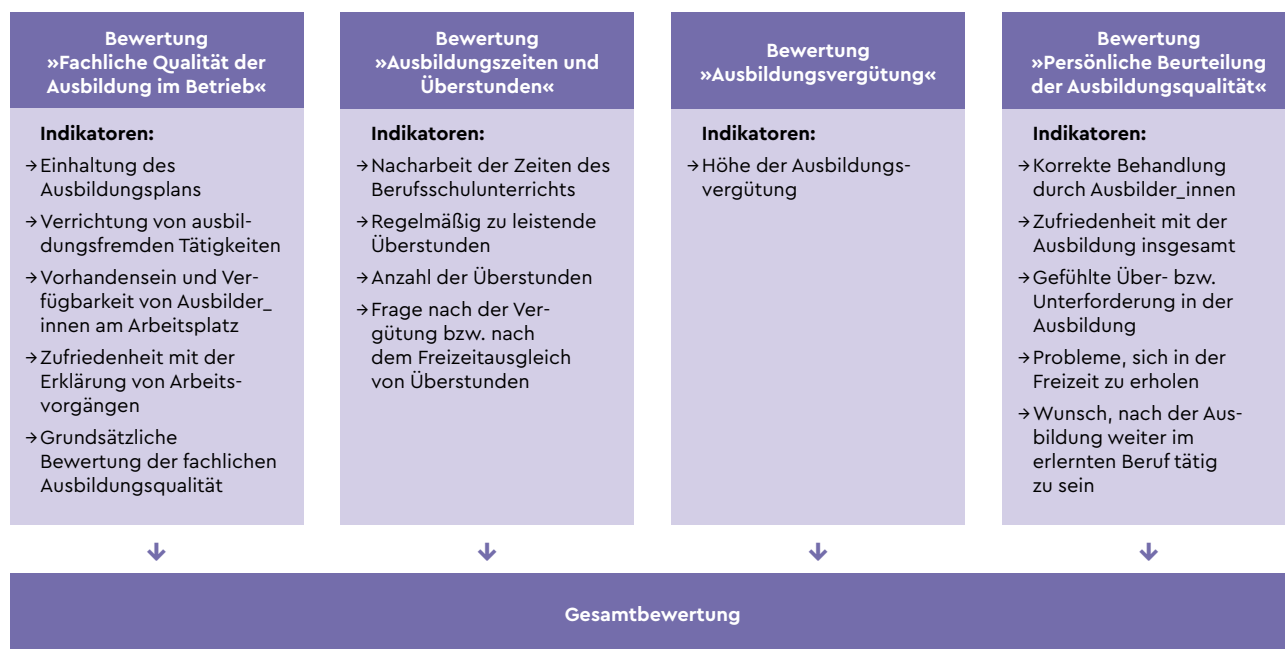 Bewertung
»Fachliche Qualität der
Ausbildung im Betrieb«
Indikatoren:
→Einhaltung des
Ausbildungsplans
→Verrichtung von ausbil-
dungsfremden Tätigkeiten
→Vorhandensein und Ver-
fügbarkeit von Ausbilder_
innen am Arbeitsplatz
→Zufriedenheit mit der
Erklärung von Arbeits-
vorgängen
→Grundsätzliche
Bewertung der fachlichen
Ausbildungsqualität
Bewertung
»Ausbildungszeiten und
Überstunden«
Indikatoren:
→Nacharbeit der Zeiten des
Berufsschulunterrichts
→Regelmäßig zu leistende
Überstunden
→Anzahl der Überstunden
→Frage nach der Ver-
gütung bzw. nach
dem Freizeitausgleich
von Überstunden
Bewertung
»Ausbildungsvergütung«
Indikatoren:
→Höhe der Ausbildungs-
vergütung
Bewertung
»Persönliche Beurteilung
der Ausbildungsqualität«
Indikatoren:
→Korrekte Behandlung
durch Ausbilder_innen
→Zufriedenheit mit der
Ausbildung insgesamt
→Gefühlte Über- bzw.
Unterforderung in der
Ausbildung
→Probleme, sich in der
Freizeit zu erholen
→Wunsch, nach der Aus-
bildung weiter im
erlernten Beruf tätig
zu sein
Gesamtbewertung